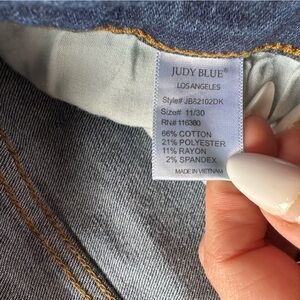 JUDY BLUE®
LOS ANGELES
Style# JB82102DK
Size# 11/30
RN# 116380
66% COTTON
21% POLYESTER
11% RAYON
2% SPANDEX
MADE IN VIETNAM